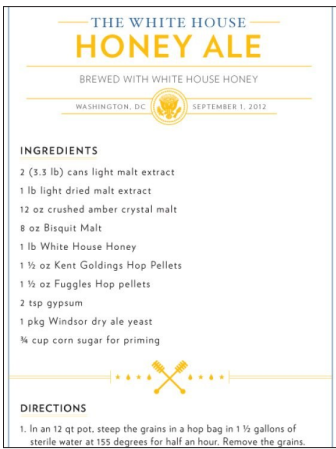 THE WHITE HOUSE
HONEY ALE
BREWED WITH WHITE HOUSE HONEY
WASHINGTON, DC SEPTEMBER 1, 2012
INGREDIENTS
2 (3.3 lb) cans light malt extract
1 lb light dried malt extract
12 oz crushed amber crystal malt
8 oz Bisquit Malt
1 lb White House Honey
1 ½ oz Kent Goldings Hop Pellets
1 ½ oz Fuggles Hop pellets
2 tsp gypsum
1 pkg Windsor dry ale yeast
¾ cup corn sugar for priming
DIRECTIONS
1. In an 12 qt pot, steep the grains in a hop bag in 1 ½ gallons of
sterile water at 155 degrees for half an hour. Remove the grains.